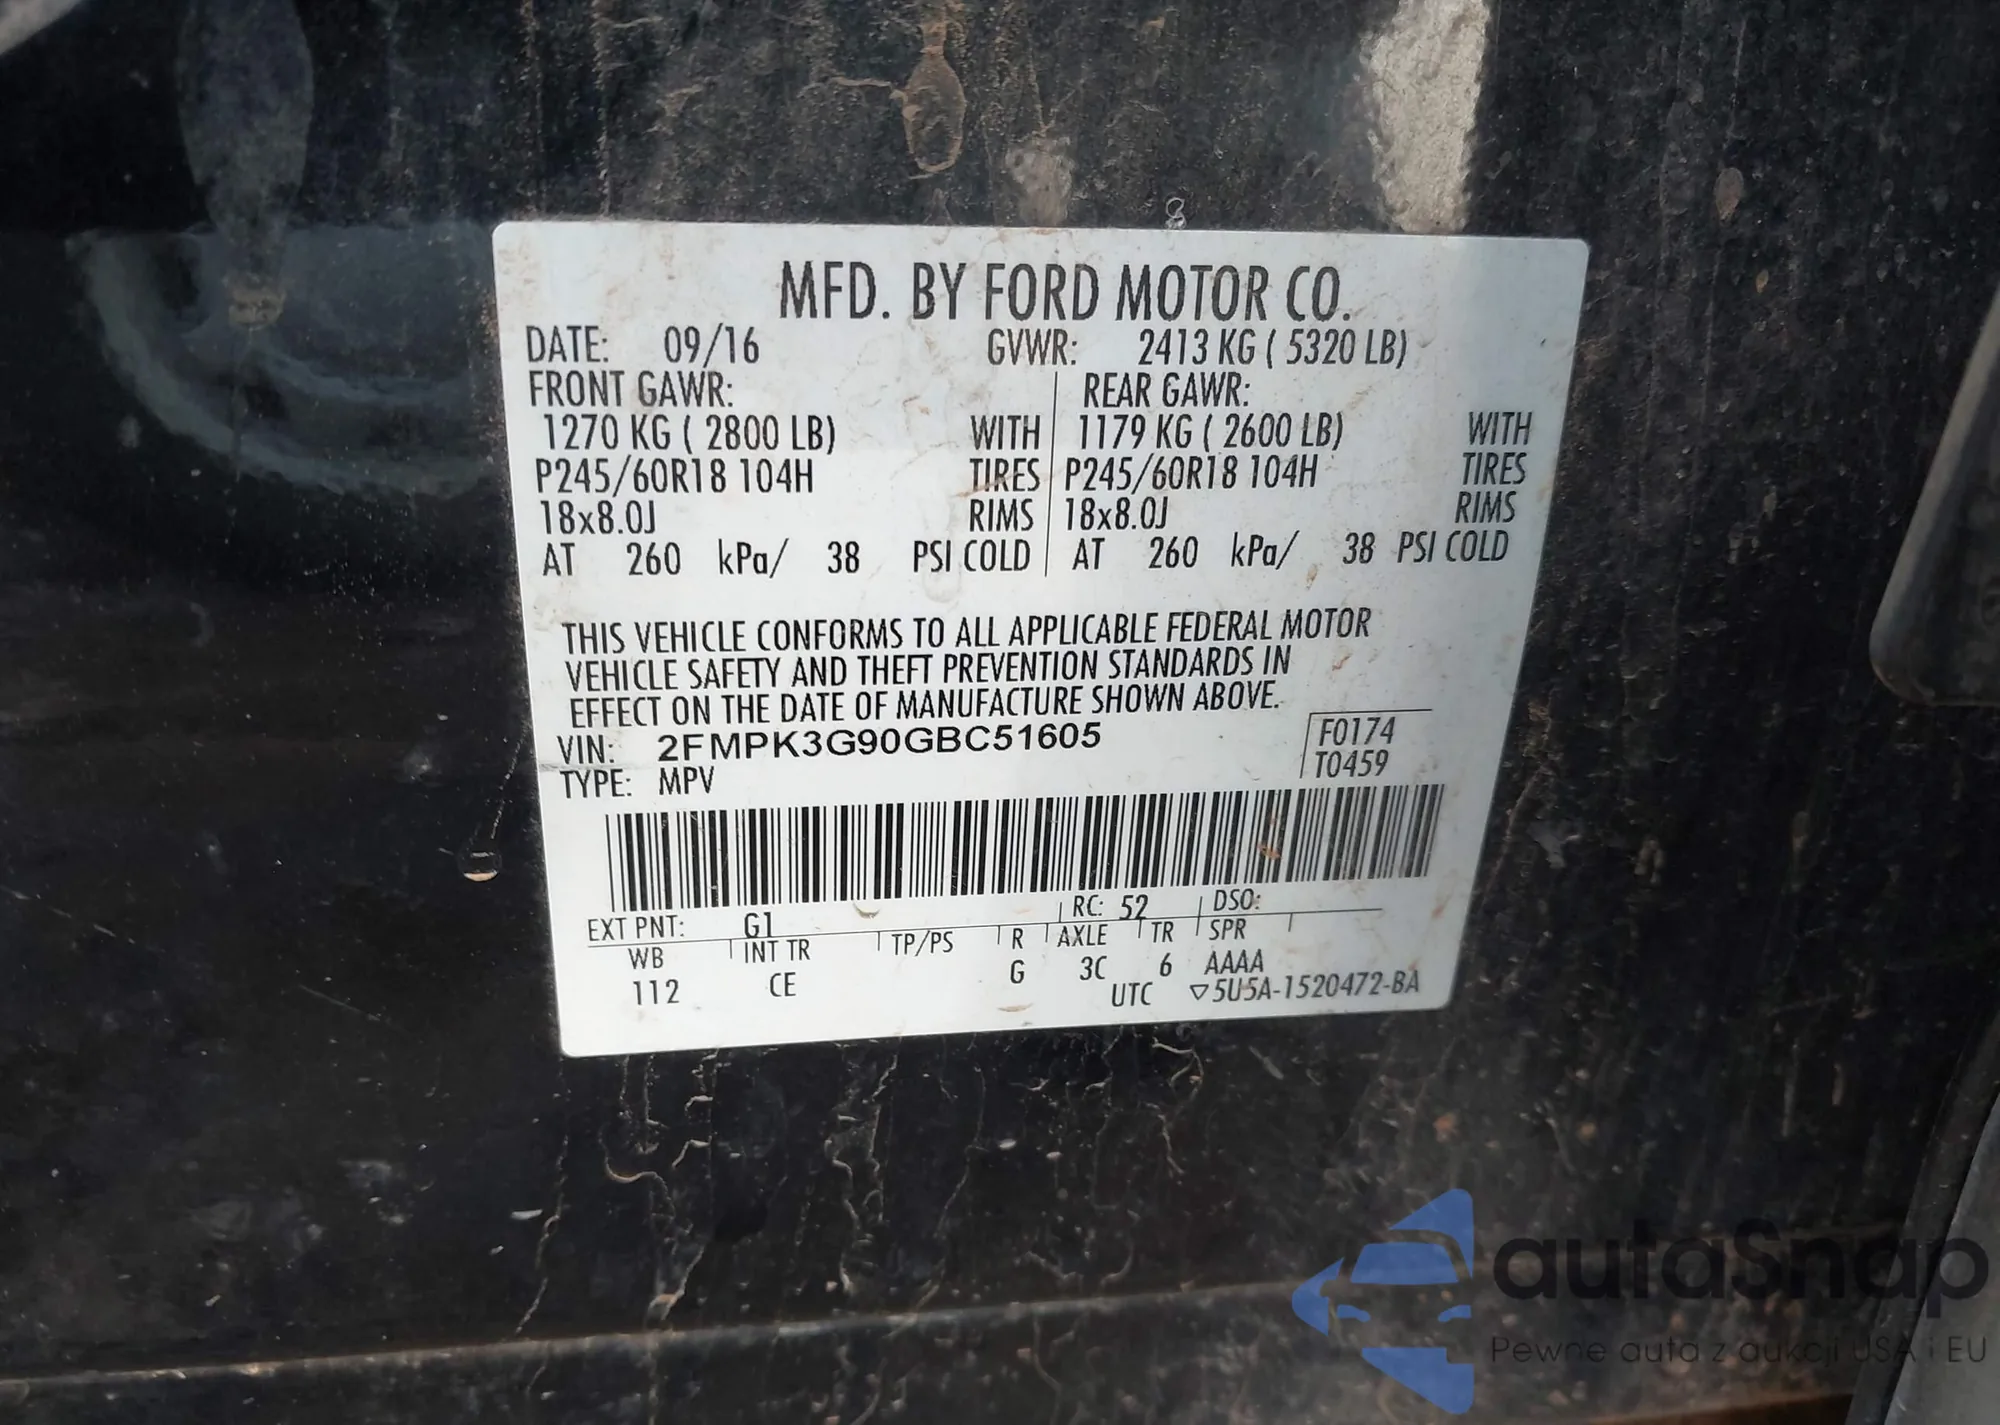 MFD. BY FORD MOTOR CO.
DATE: 09/16 GVWR: 2413 KG ( 5320 LB)
FRONT GAWR: REAR GAWR:
1270 KG ( 2800 LB) WITH 1179 KG ( 2600 LB) WITH
P245/60R18 104H TIRES P245/60R18 104H TIRES
18x8.0J RIMS 18x8.0J RIMS
AT 260 kPa/ 38 PSI COLD AT 260 kPa/ 38 PSI COLD
THIS VEHICLE CONFORMS TO ALL APPLICABLE FEDERAL MOTOR
VEHICLE SAFETY AND THEFT PREVENTION STANDARDS IN
EFFECT ON THE DATE OF MANUFACTURE SHOWN ABOVE.
VIN: 2FMPK3G90GBC51605 F0174
TYPE: MPV T0459
EXT PNT: G1 RC: 52 DSO:
WB INT TR TP/PS R AXLE TR SPR
112 CE G 3C 6 AAAA
UTC ▽5U5A-1520472-BA
autaSnap
Pewne auta z aukcji USA i EU